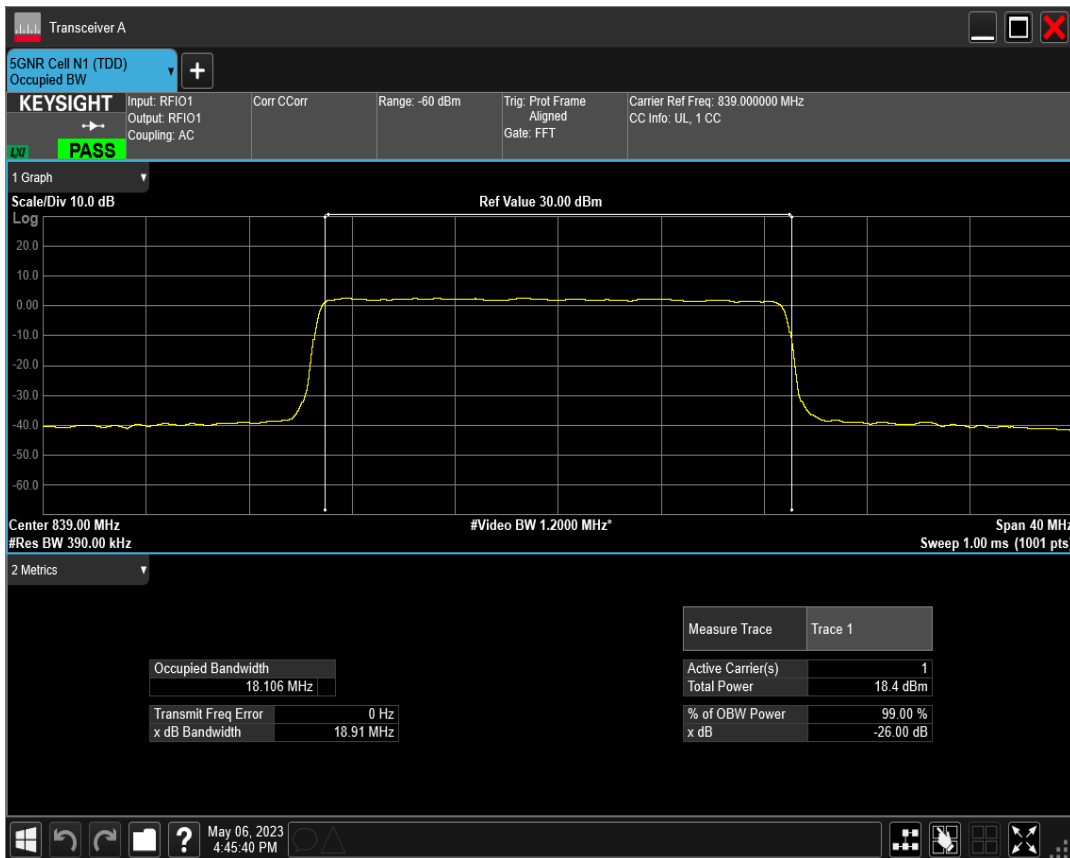 Transceiver A
5GNR Cell N1 (TDD)
Occupied BW
+
KEYSIGHT
LXI
PASS
Input: RFIO1
Output: RFIO1
Coupling: AC
Corr CCorr
Range: -60 dBm
Trig: Prot Frame
Aligned
Gate: FFT
Carrier Ref Freq: 839.000000 MHz
CC Info: UL, 1 CC
1 Graph
Scale/Div 10.0 dB
Ref Value 30.00 dBm
Log
20.0
10.0
0.00
-10.0
-20.0
-30.0
-40.0
-50.0
-60.0
Center 839.00 MHz
#Video BW 1.2000 MHz*
Span 40 MHz
#Res BW 390.00 kHz
Sweep 1.00 ms (1001 pts)
2 Metrics
Measure Trace
Trace 1
Occupied Bandwidth
18.106 MHz
Active Carrier(s) 1
Total Power 18.4 dBm
Transmit Freq Error 0 Hz
x dB Bandwidth 18.91 MHz
% of OBW Power 99.00 %
x dB -26.00 dB
?
May 06, 2023
4:45:40 PM